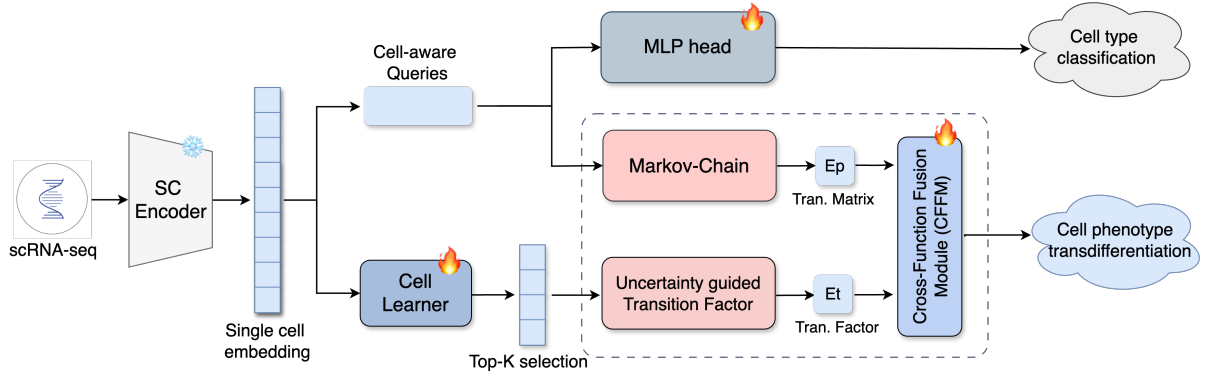 scRNA-seq
SC
Encoder
Single cell
embedding
Cell-aware
Queries
Cell
Learner
Top-K selection
MLP head
Markov-Chain
Uncertainty guided
Transition Factor
Ep
Tran. Matrix
Et
Tran. Factor
Cross-Function Fusion
Module (CFFM)
Cell type
classification
Cell phenotype
transdifferentiation